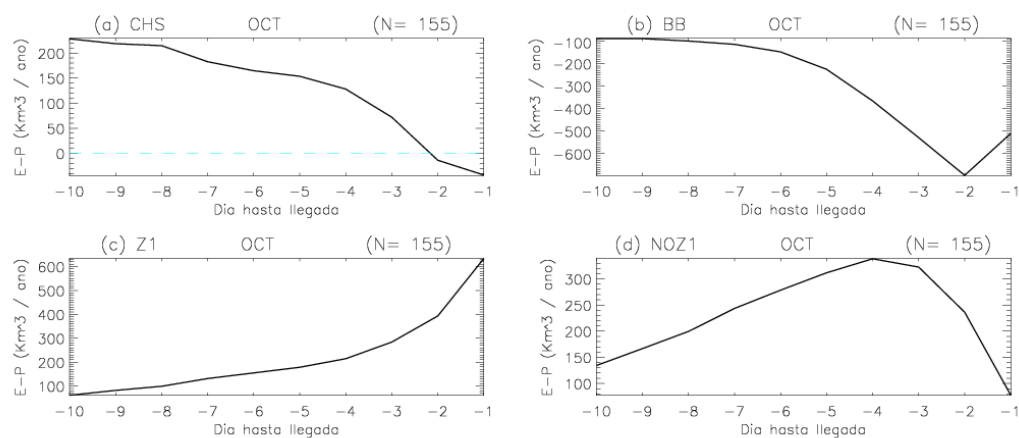 (a) CHS OCT (N= 155)
E-P (Km^3 / ano)
200
150
100
50
0
-10 -9 -8 -7 -6 -5 -4 -3 -2 -1
Dia hasta llegada
(b) BB OCT (N= 155)
E-P (Km^3 / ano)
-100
-200
-300
-400
-500
-600
-10 -9 -8 -7 -6 -5 -4 -3 -2 -1
Dia hasta llegada
(c) Z1 OCT (N= 155)
E-P (Km^3 / ano)
600
500
400
300
200
100
-10 -9 -8 -7 -6 -5 -4 -3 -2 -1
Dia hasta llegada
(d) NOZ1 OCT (N= 155)
E-P (Km^3 / ano)
300
250
200
150
100
-10 -9 -8 -7 -6 -5 -4 -3 -2 -1
Dia hasta llegada